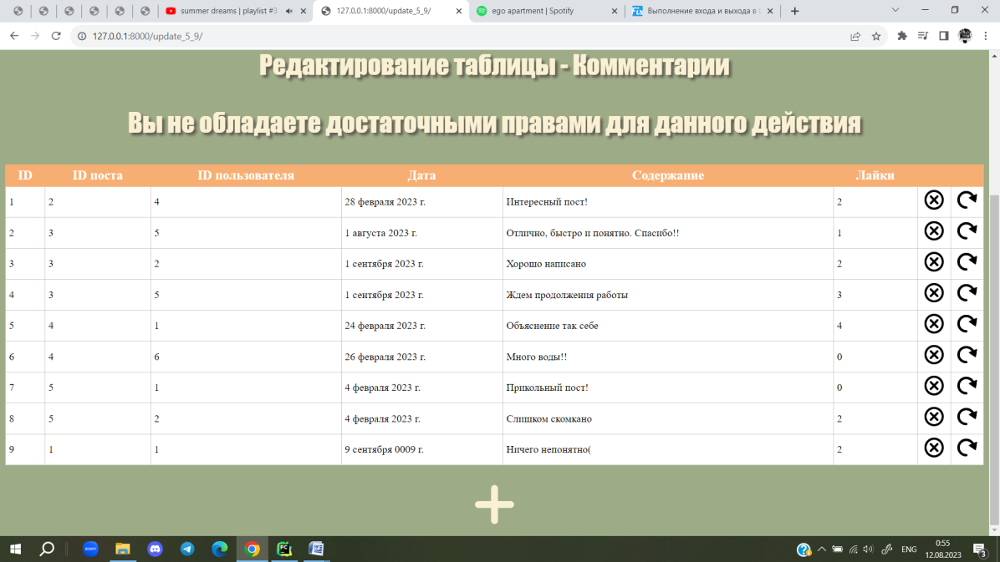 summer dreams | playlist #3
127.0.0.1:8000/update_5_9/
ego apartment | Spotify
Выполнение входа и выхода в
127.0.0.1:8000/update_5_9/
Редактирование таблицы - Комментарии
Вы не обладаете достаточными правами для данного действия
ID ID поста ID пользователя Дата Содержание Лайки
1 2 4 28 февраля 2023 г. Интересный пост! 2
2 3 5 1 августа 2023 г. Отлично, быстро и понятно. Спасибо!! 1
3 3 2 1 сентября 2023 г. Хорошо написано 2
4 3 5 1 сентября 2023 г. Ждем продолжения работы 3
5 4 1 24 февраля 2023 г. Объяснение так себе 4
6 4 6 26 февраля 2023 г. Много воды!! 0
7 5 1 4 февраля 2023 г. Прикольный пост! 0
8 5 2 4 февраля 2023 г. Слишком скомкано 2
9 1 1 9 сентября 0009 г. Ничего непонятно( 2
zoom
PC
ENG
0:55
12.08.2023
3